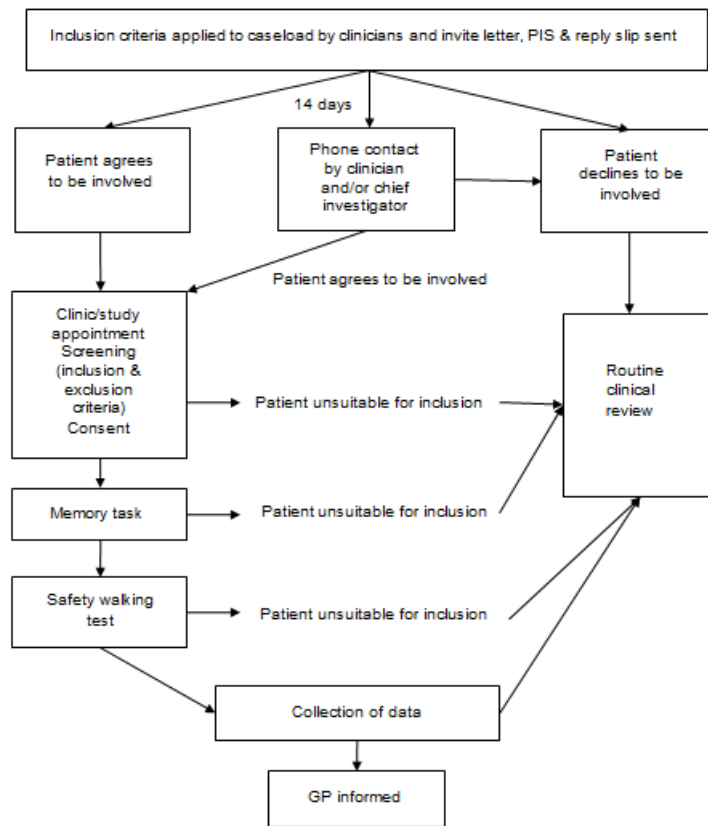 Inclusion criteria applied to caseload by clinicians and invite letter, PIS & reply slip sent
14 days
Patient agrees
to be involved
Phone contact
by clinician
and/or chief
investigator
Patient
declines to be
involved
Patient agrees to be involved
Clinic/study
appointment
Screening
(inclusion &
exclusion
criteria)
Consent
Patient unsuitable for inclusion
Routine
clinical
review
Memory task
Patient unsuitable for inclusion
Safety walking
test
Patient unsuitable for inclusion
Collection of data
GP informed